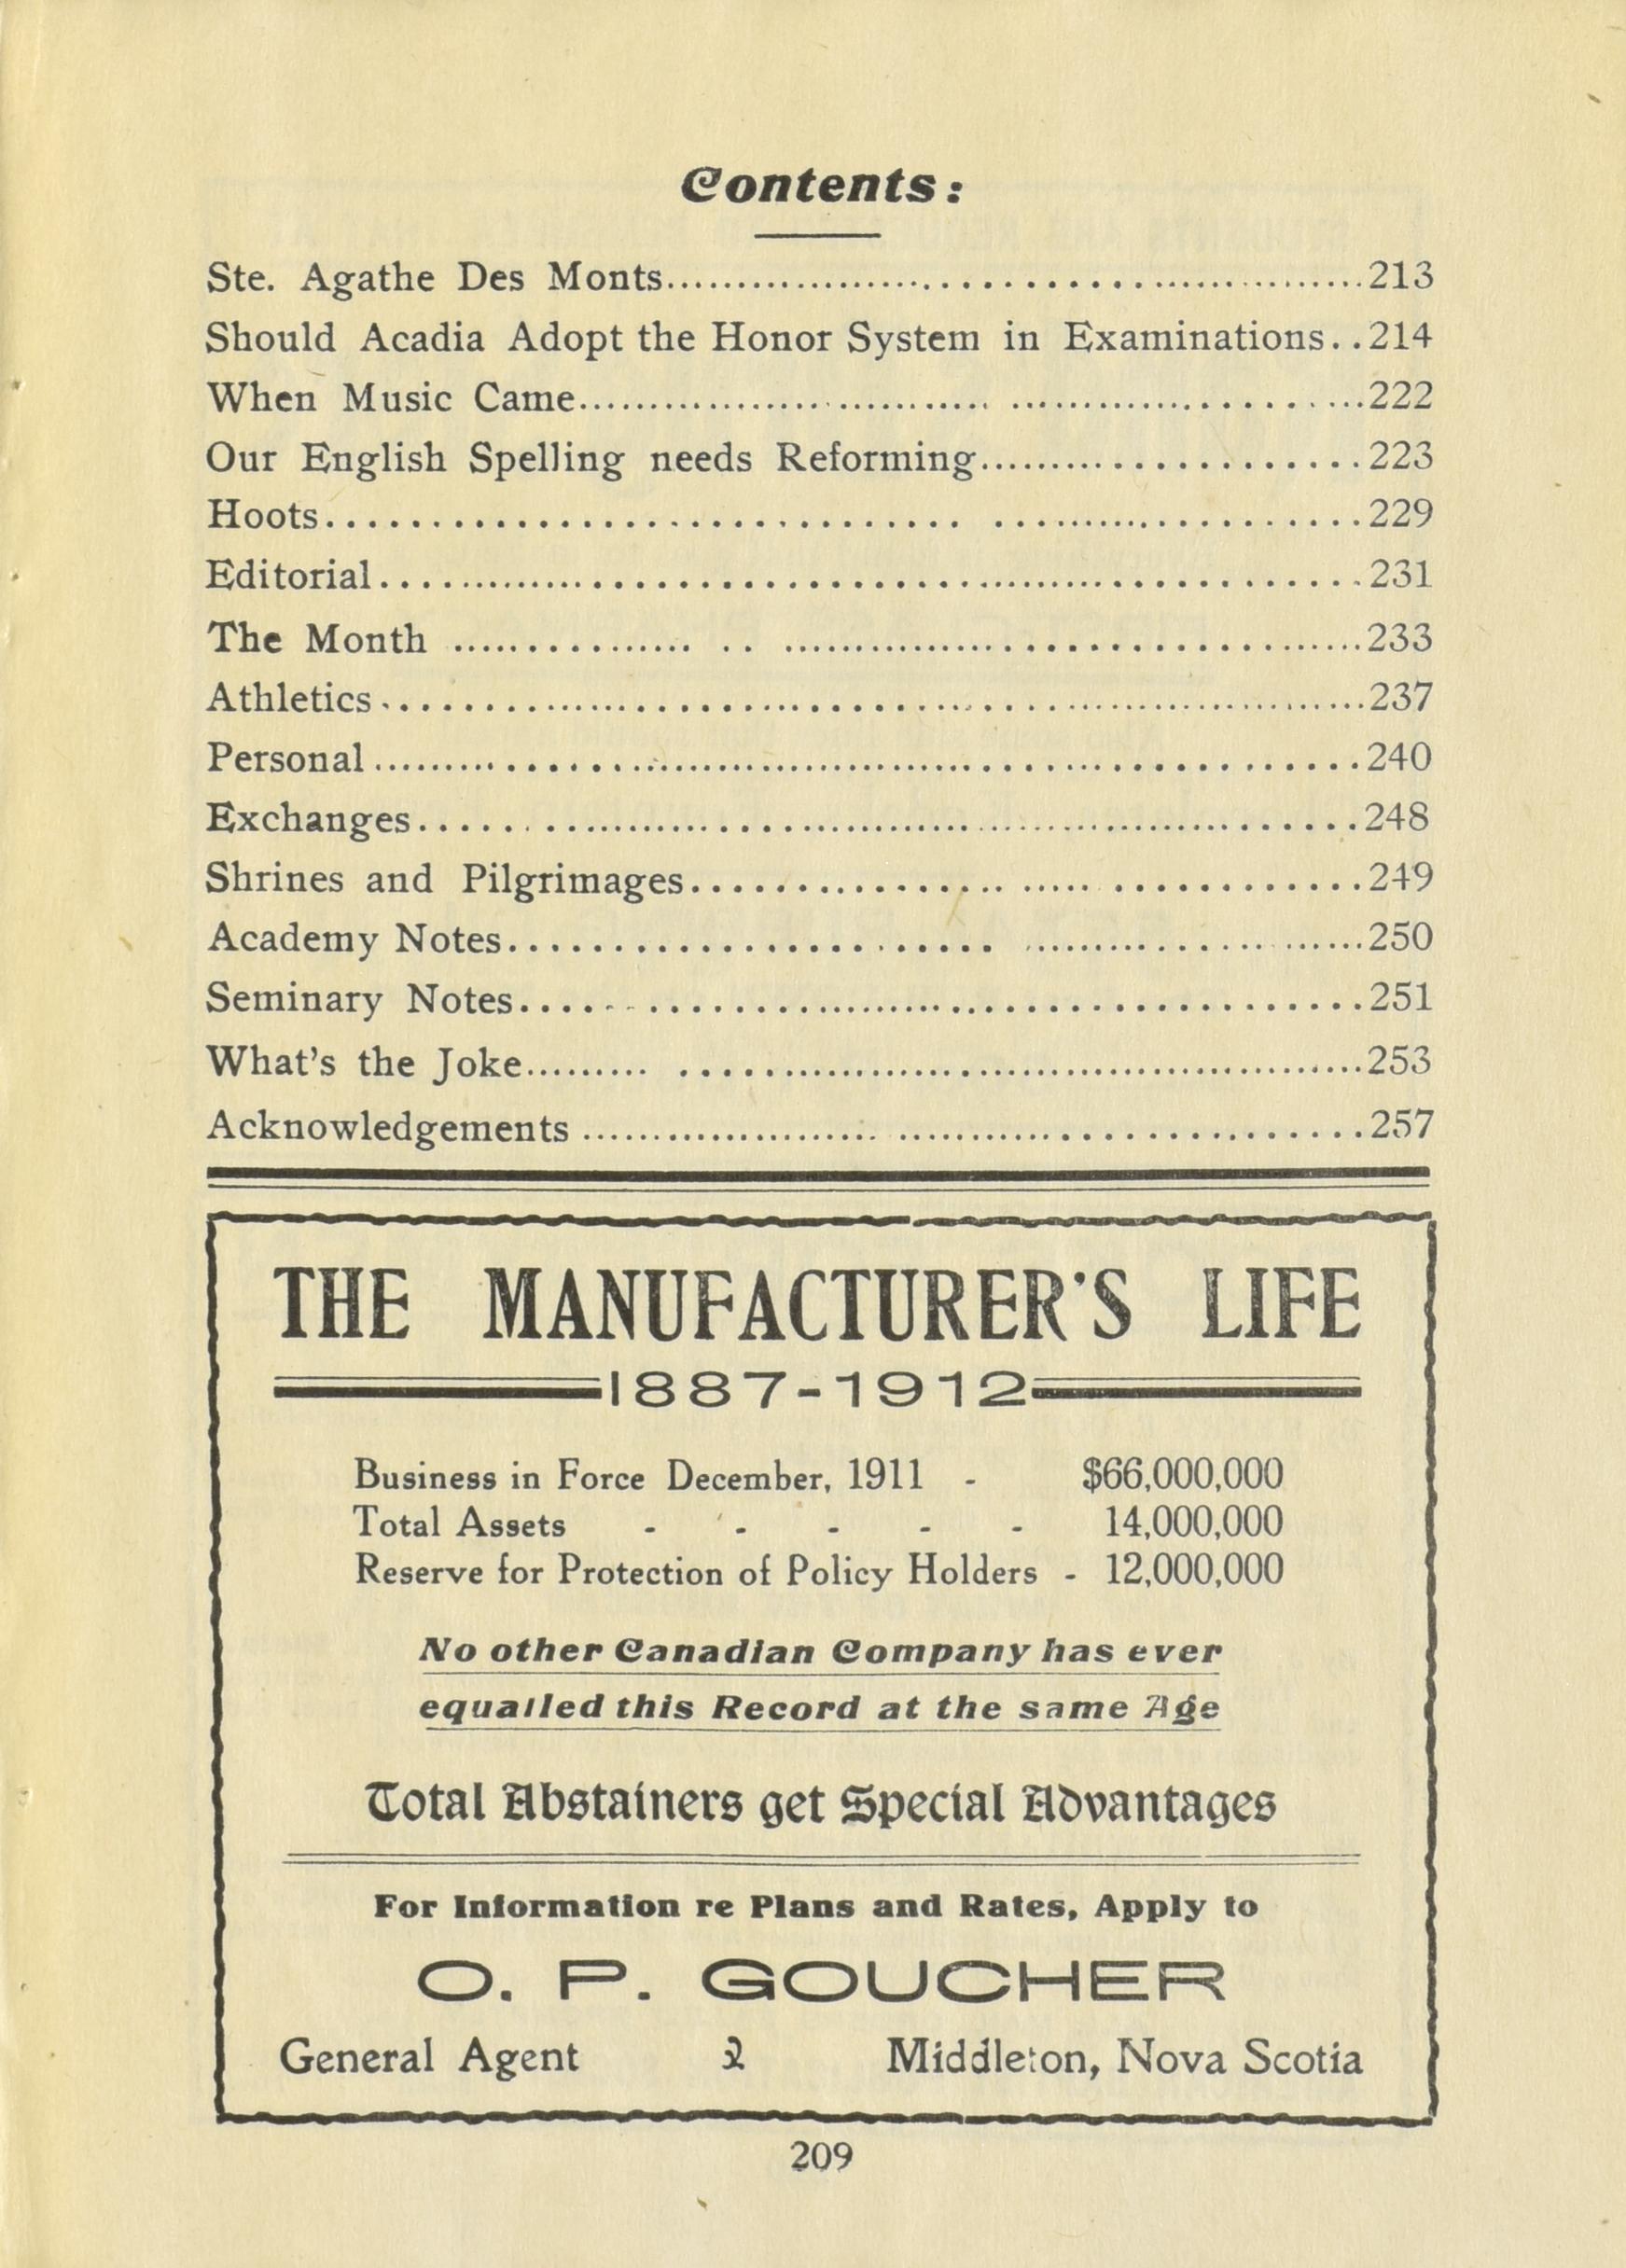 Contents:
Ste. Agathe Des Monts........................................213
Should Acadia Adopt the Honor System in Examinations..214
When Music Came........................................222
Our English Spelling needs Reforming........................223
Hoots........................................229
Editorial........................................231
The Month ........................................233
Athletics........................................237
Personal ........................................240
Exchanges........................................248
Shrines and Pilgrimages........................................249
Academy Notes........................................250
Seminary Notes........................................251
What's the Joke........................................253
Acknowledgements ........................................257
THE MANUFACTURER'S LIFE
1887-1912
Business in Force December, 1911 - $66,000,000
Total Assets - - - - - 14,000,000
Reserve for Protection of Policy Holders - 12,000,000
No other Canadian Company has ever
equalled this Record at the same Age
Total Abstainers get Special Advantages
For Information re Plans and Rates, Apply to
O. P. GOUCHER
General Agent Middleton, Nova Scotia
209